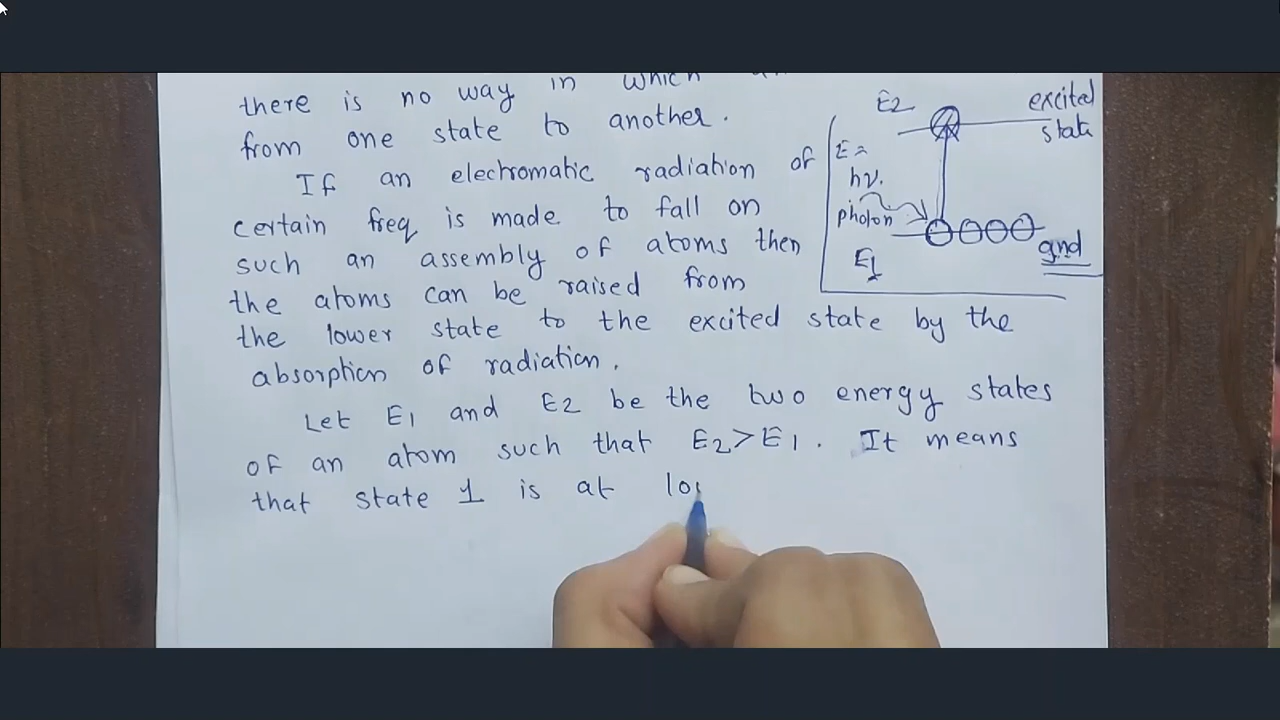 there is no way in which
from one state to another.
If an electromatic radiation of
certain freq is made to fall on
such an assembly of atoms then
the atoms can be raised from
the lower state to the excited state by the
absorption of radiation.
Let E1 and E2 be the two energy states
of an atom such that E2>E1. It means
that state 1 is at lo
E2
excited
state
E=
hν.
photon
E1
gnd